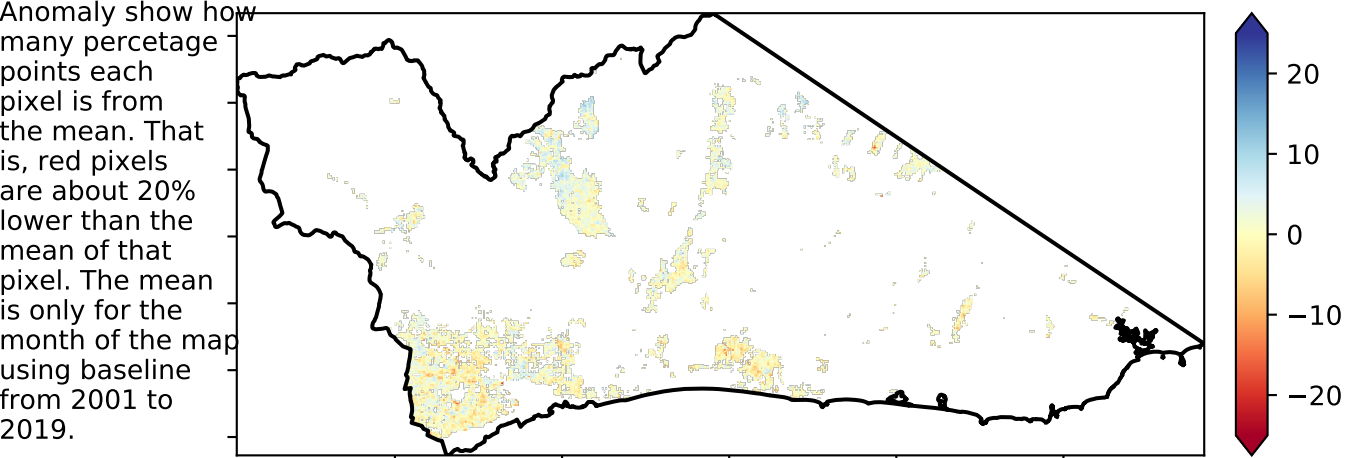 Anomaly show how
many percetage
points each
pixel is from
the mean. That
is, red pixels
are about 20%
lower than the
mean of that
pixel. The mean
is only for the
month of the map
using baseline
from 2001 to
2019.
20
10
0
−10
−20